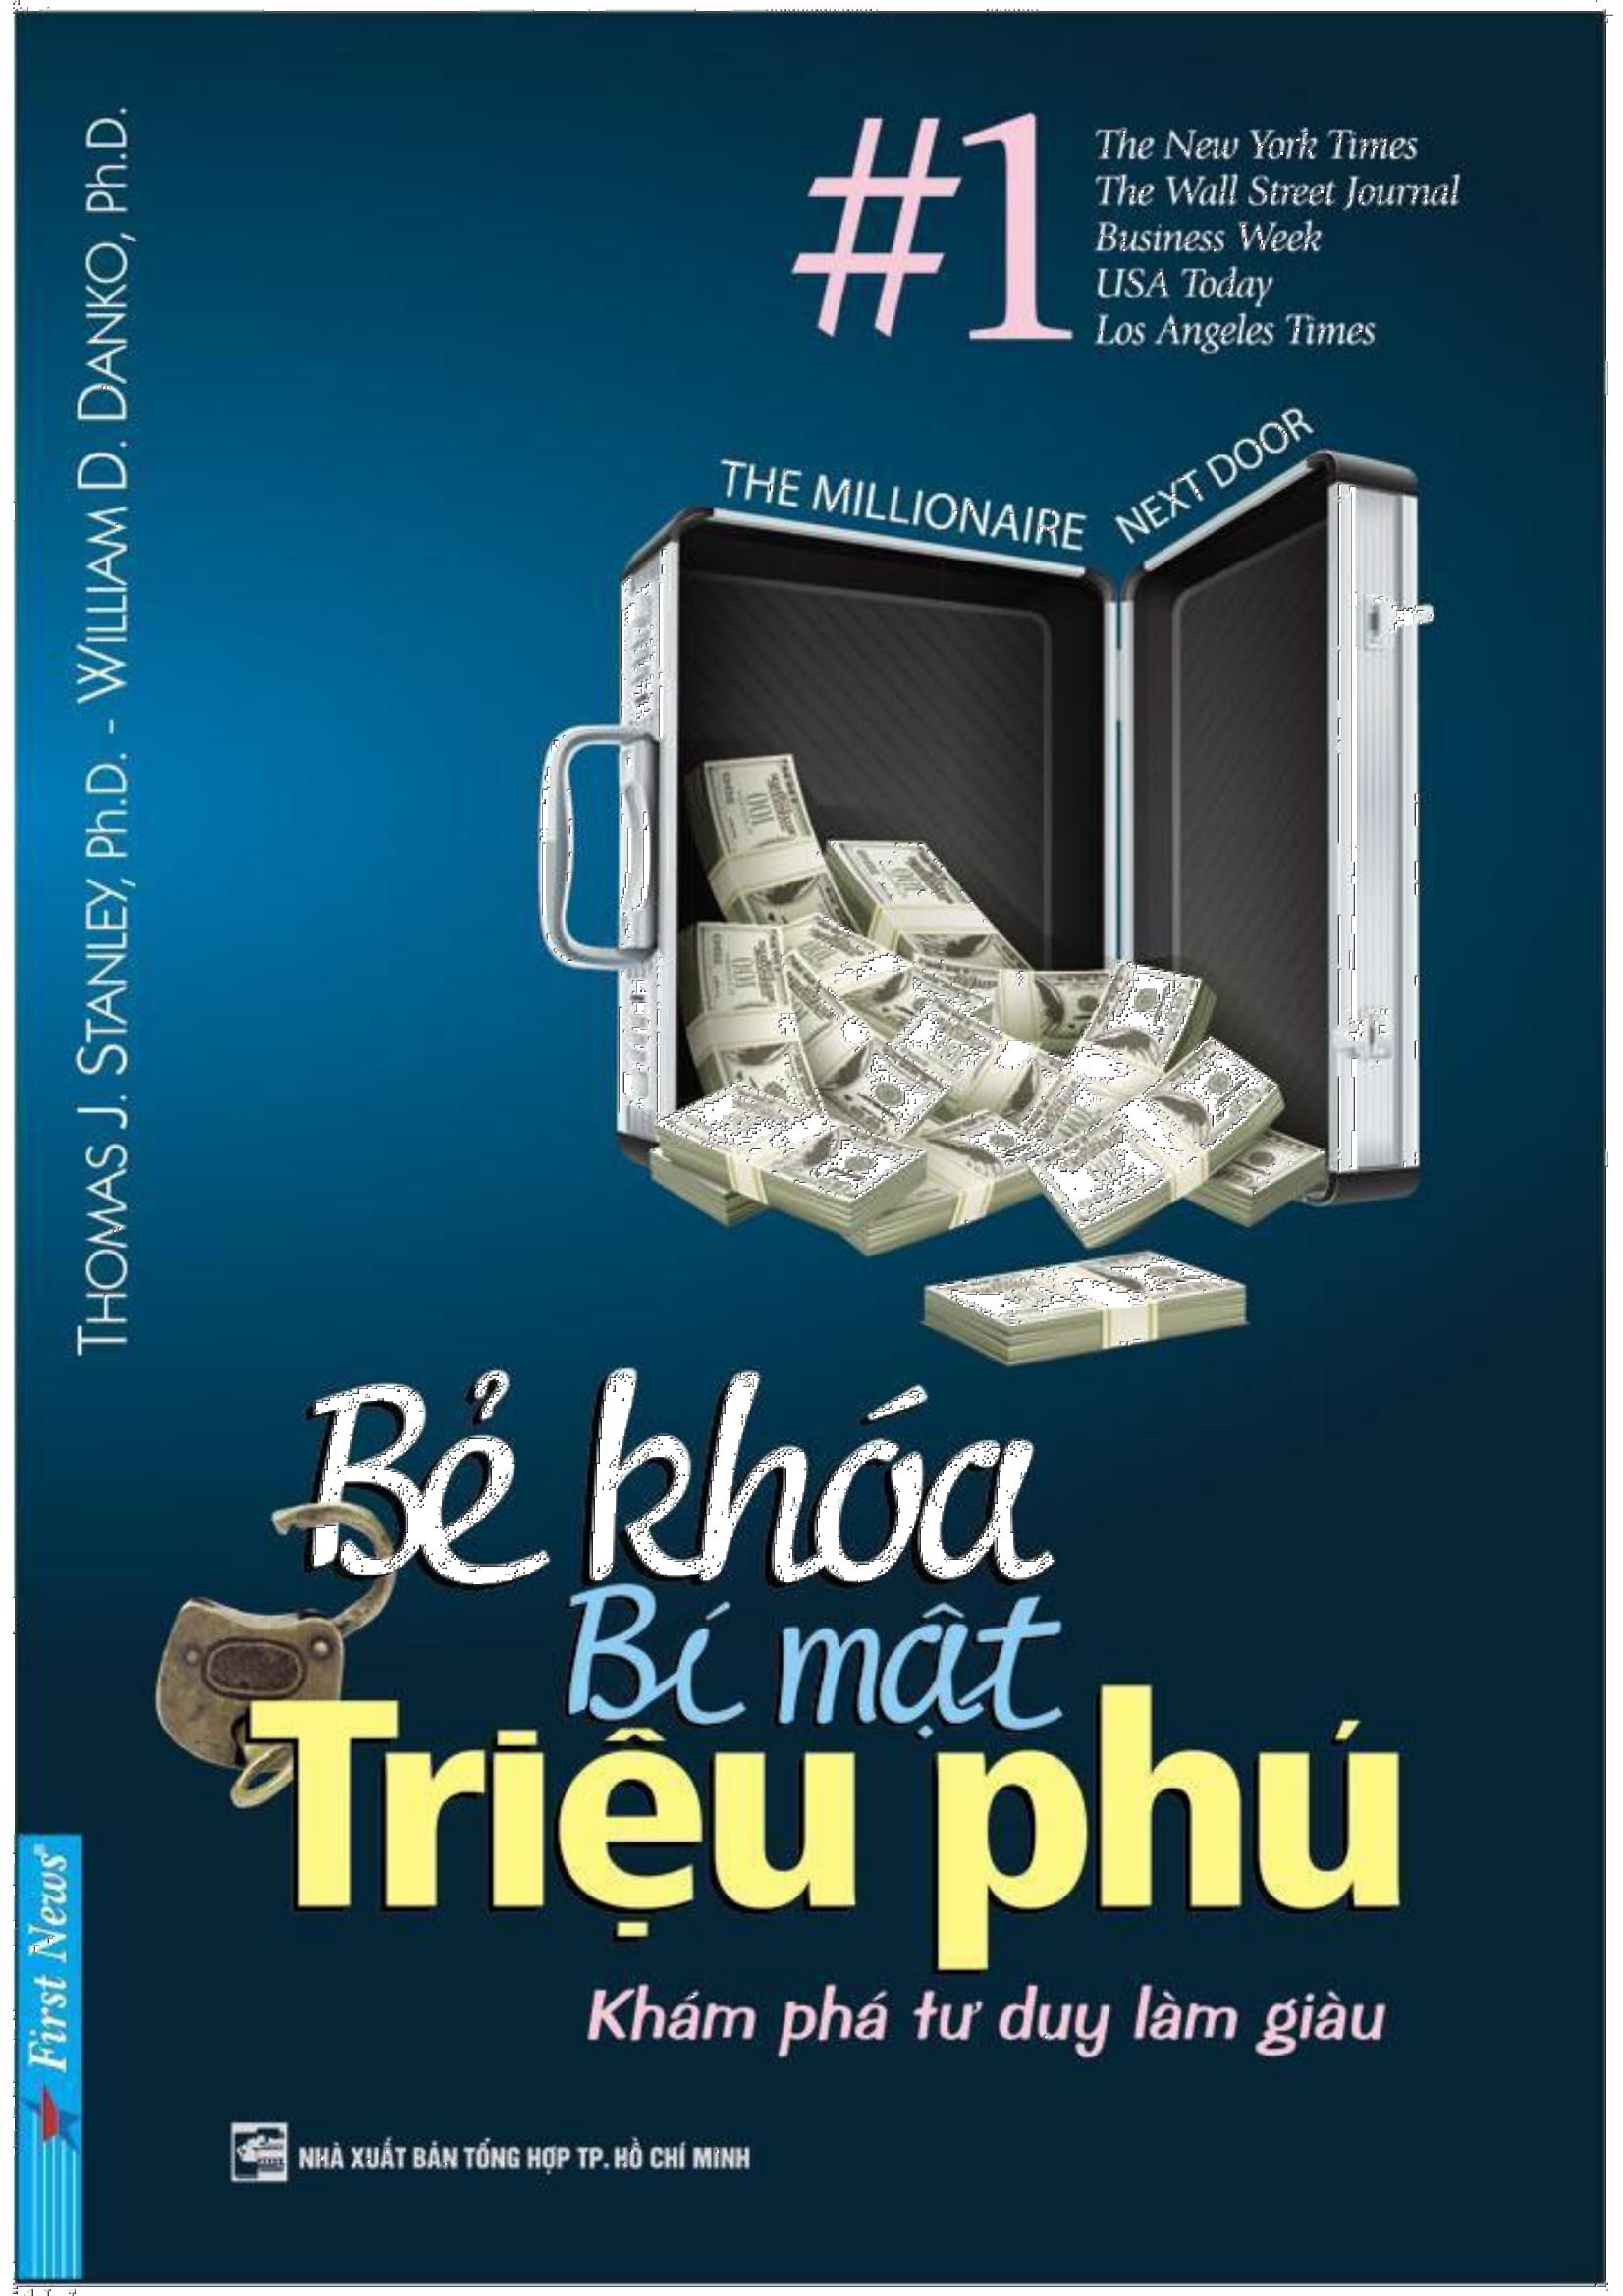 #1
The New York Times
The Wall Street Journal
Business Week
USA Today
Los Angeles Times
THOMAS J. STANLEY, Ph.D. - WILLIAM D. DANKO, Ph.D.
THE MILLIONAIRE NEXT DOOR
Bẻ khóa
Bí mật
Triệu phú
Khám phá tư duy làm giàu
First News®
NHÀ XUẤT BẢN TỔNG HỢP TP. HỒ CHÍ MINH